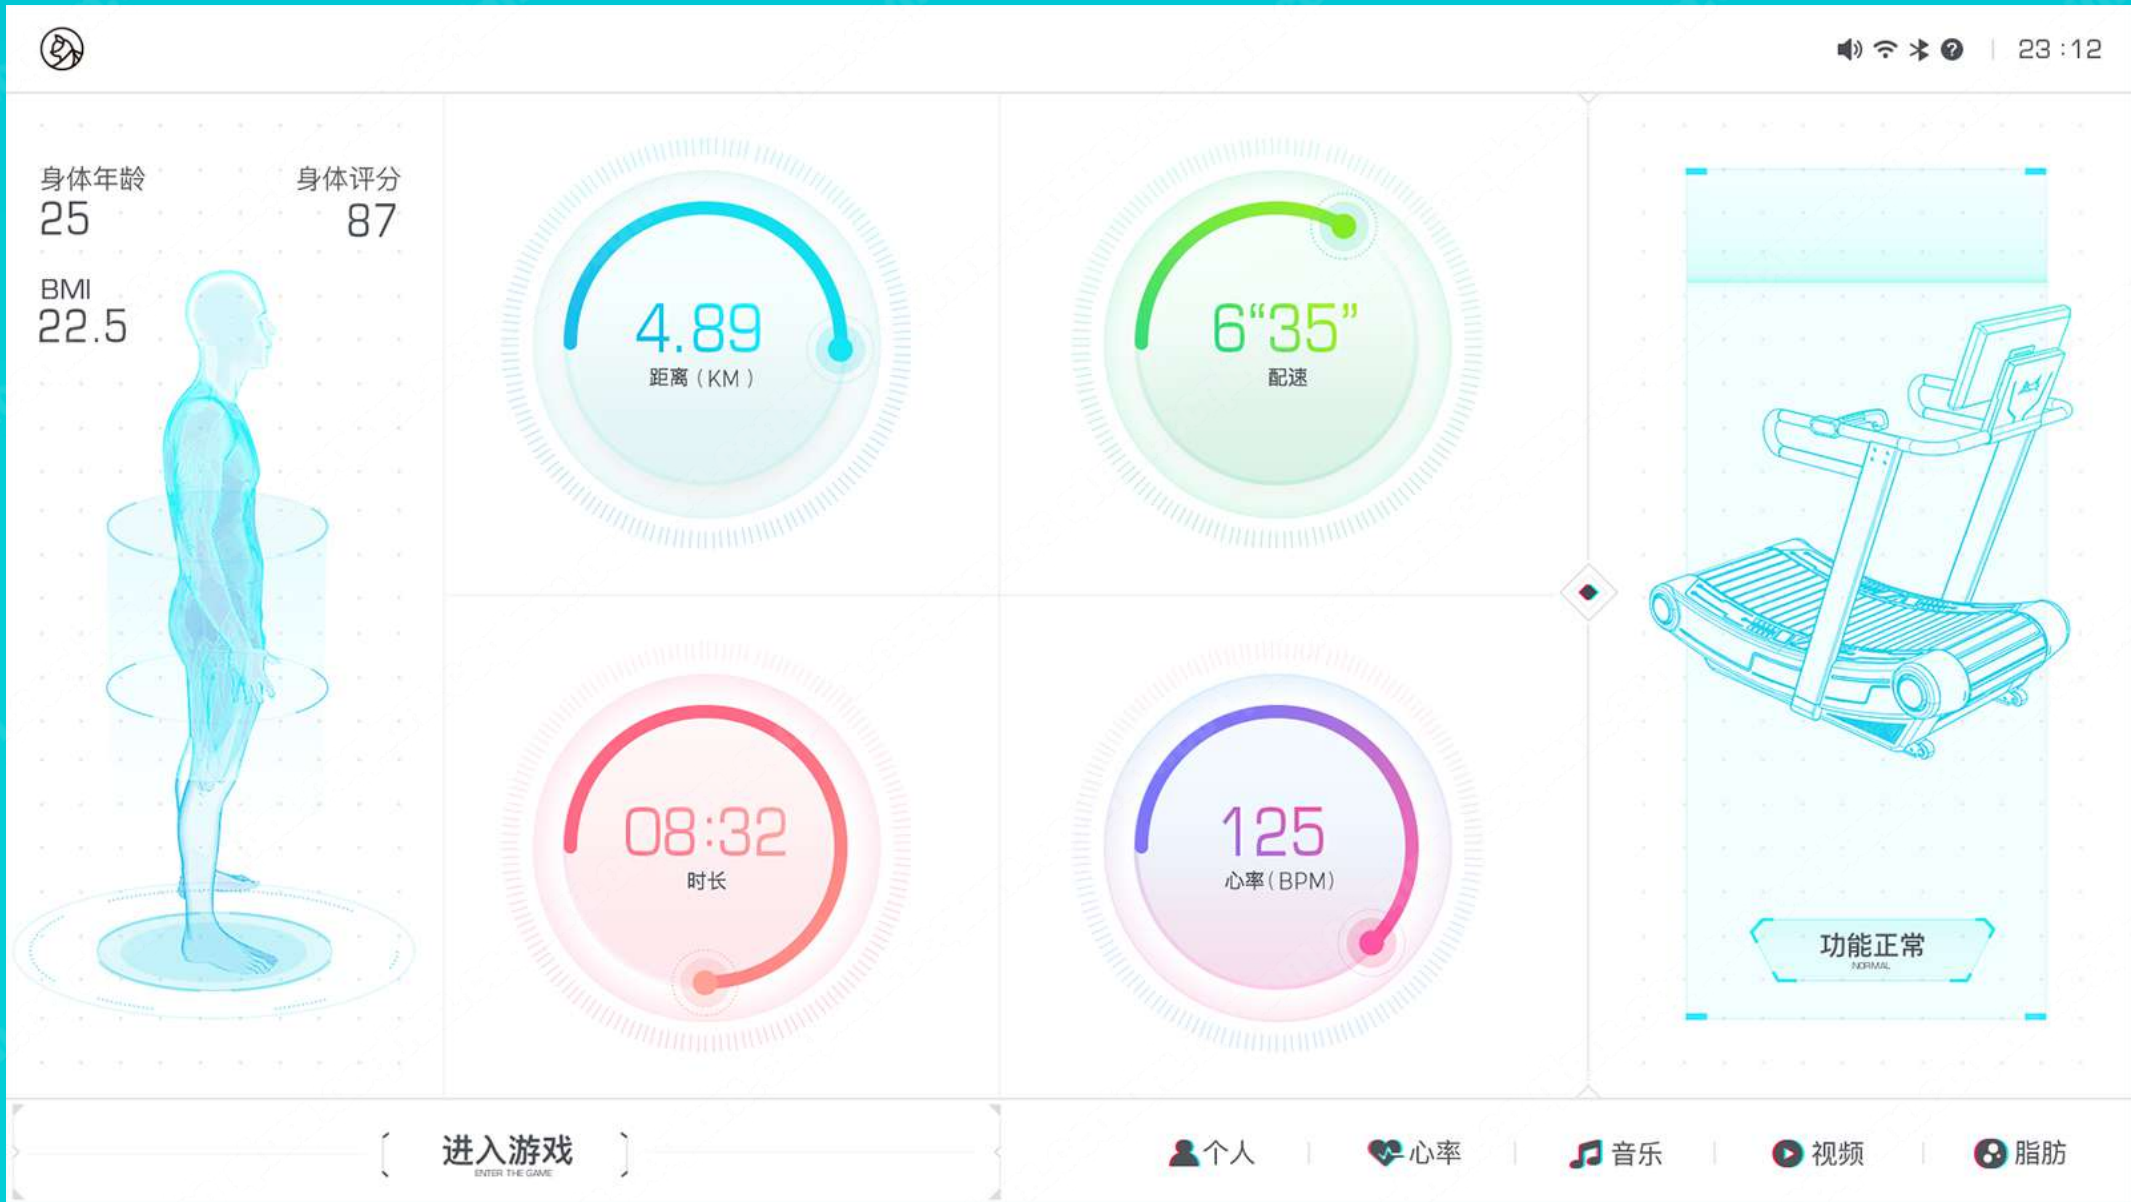 23:12
身体年龄
25
身体评分
87
BMI
22.5
4.89
距离(KM)
6“35”
配速
08:32
时长
125
心率(BPM)
功能正常
NORMAL
进入游戏
ENTER THE GAME
个人
心率
音乐
视频
脂肪